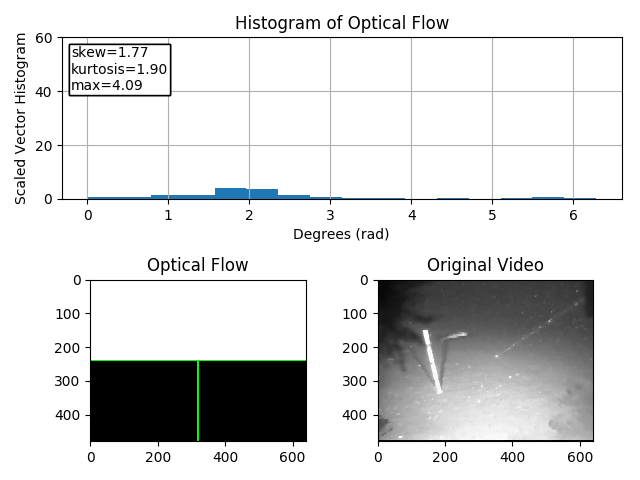 Histogram of Optical Flow
60
40
20
0
Scaled Vector Histogram
skew=1.77
kurtosis=1.90
max=4.09
0 1 2 3 4 5 6
Degrees (rad)
Optical Flow
0
100
200
300
400
0 200 400 600
Original Video
0
100
200
300
400
0 200 400 600